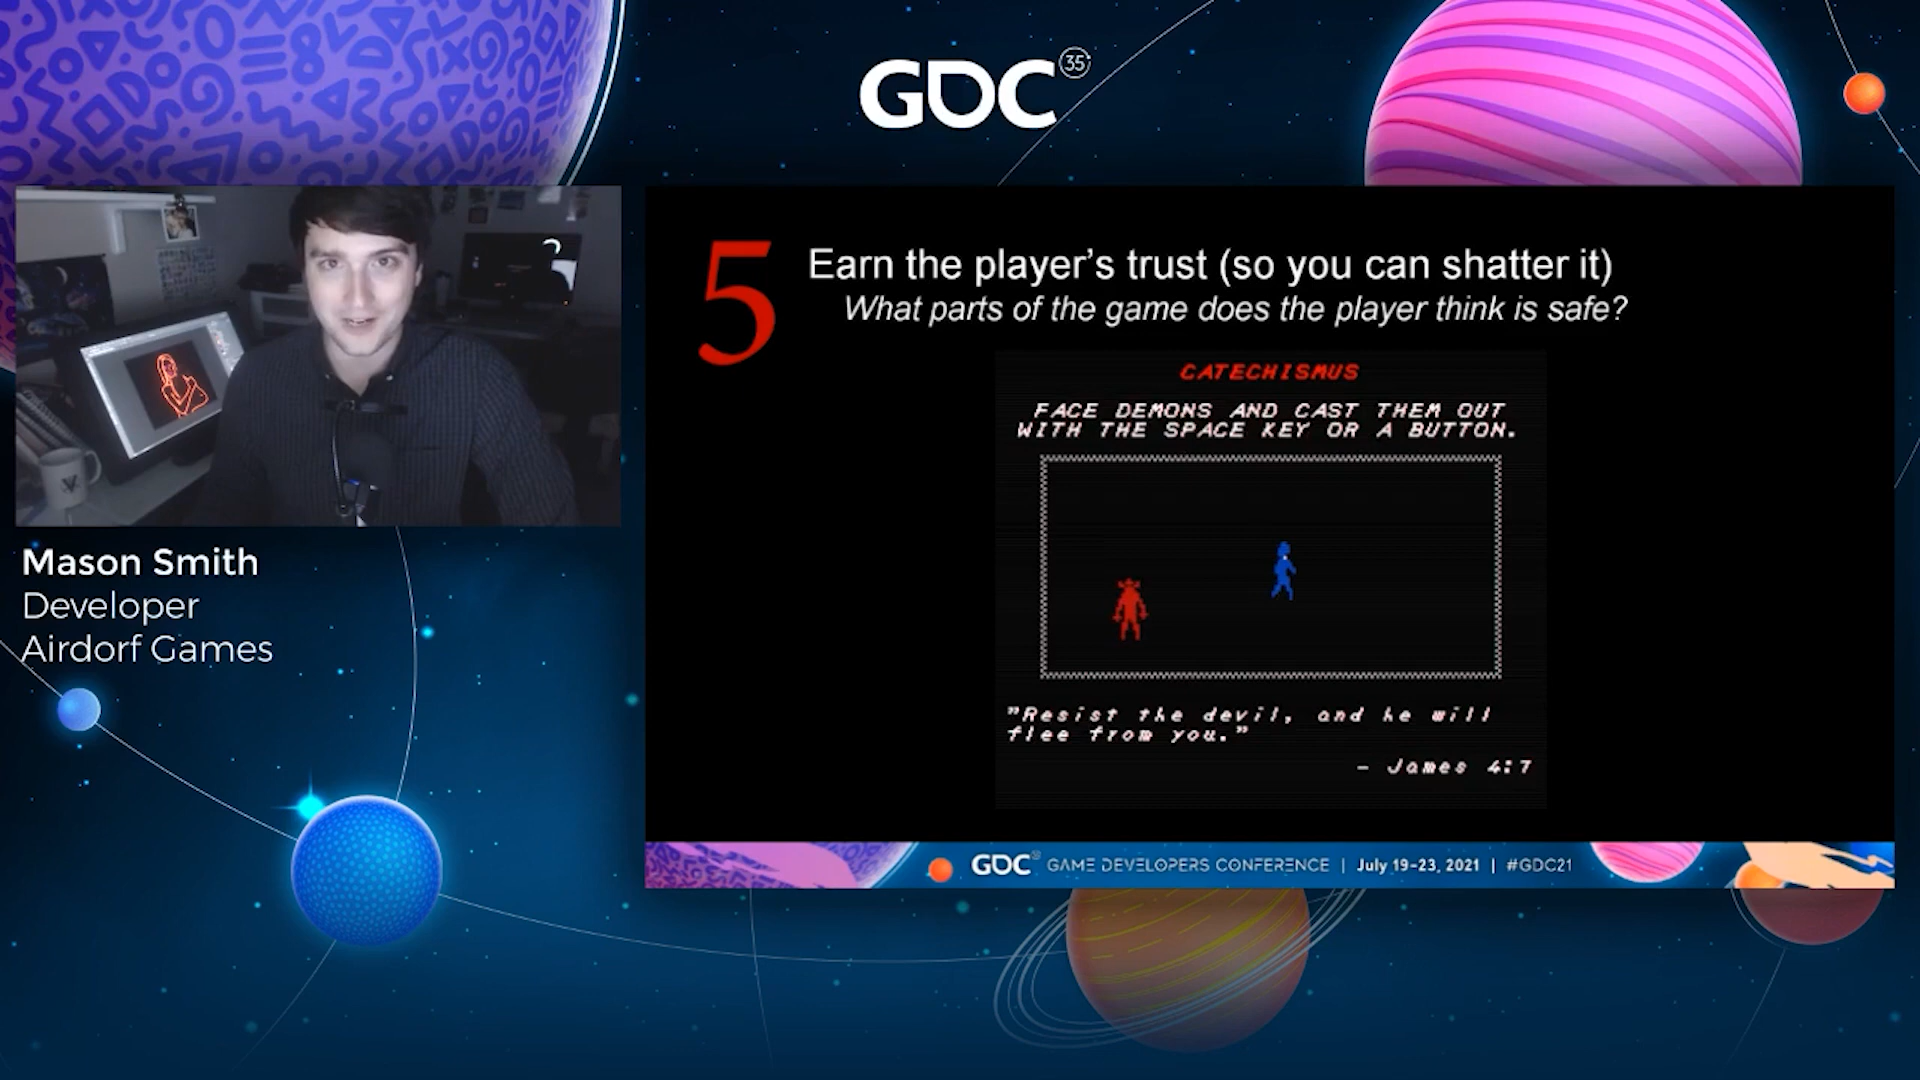 GDC 35
5
Earn the player's trust (so you can shatter it)
What parts of the game does the player think is safe?
CATECHISMUS
FACE DEMONS AND CAST THEM OUT
WITH THE SPACE KEY OR A BUTTON.
"Resist the devil, and he will
flee from you."
- James 4:7
Mason Smith
Developer
Airdorf Games
GDC GAME DEVELOPERS CONFERENCE | July 19-23, 2021 | #GDC21